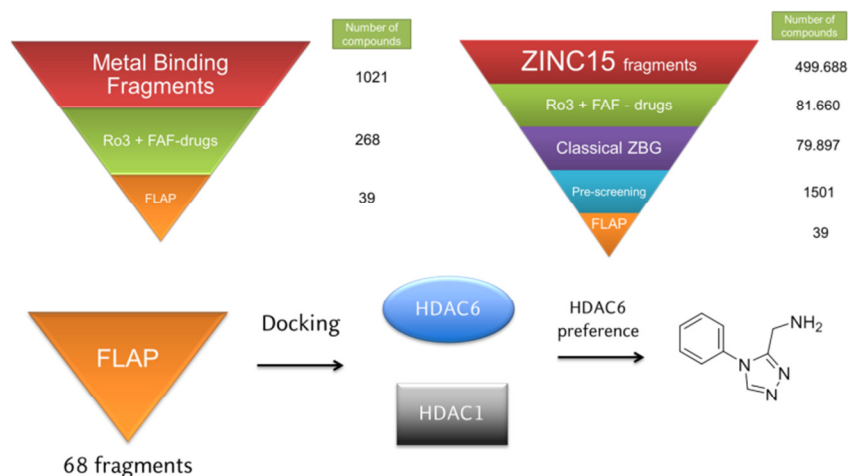 Number of
compounds
Metal Binding
Fragments
1021
Ro3 + FAF-drugs
268
FLAP
39
Number of
compounds
ZINC15 fragments
499.688
Ro3 + FAF - drugs
81.660
Classical ZBG
79.897
Pre-screening
1501
FLAP
39
FLAP
68 fragments
Docking
HDAC6
HDAC1
HDAC6
preference
NH2
N
N
N